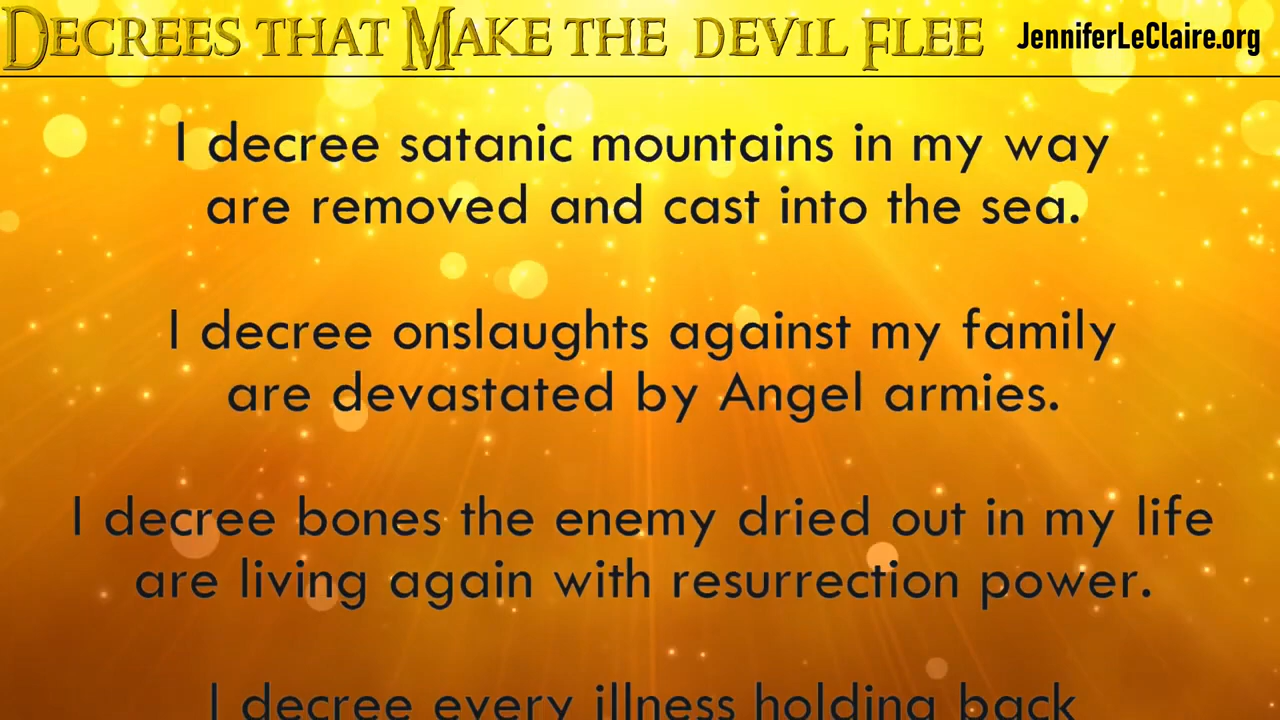 DECREES THAT MAKE THE DEVIL FLEE
JenniferLeClaire.org
I decree satanic mountains in my way
are removed and cast into the sea.
I decree onslaughts against my family
are devastated by Angel armies.
I decree bones the enemy dried out in my life
are living again with resurrection power.
I decree every illness holding back